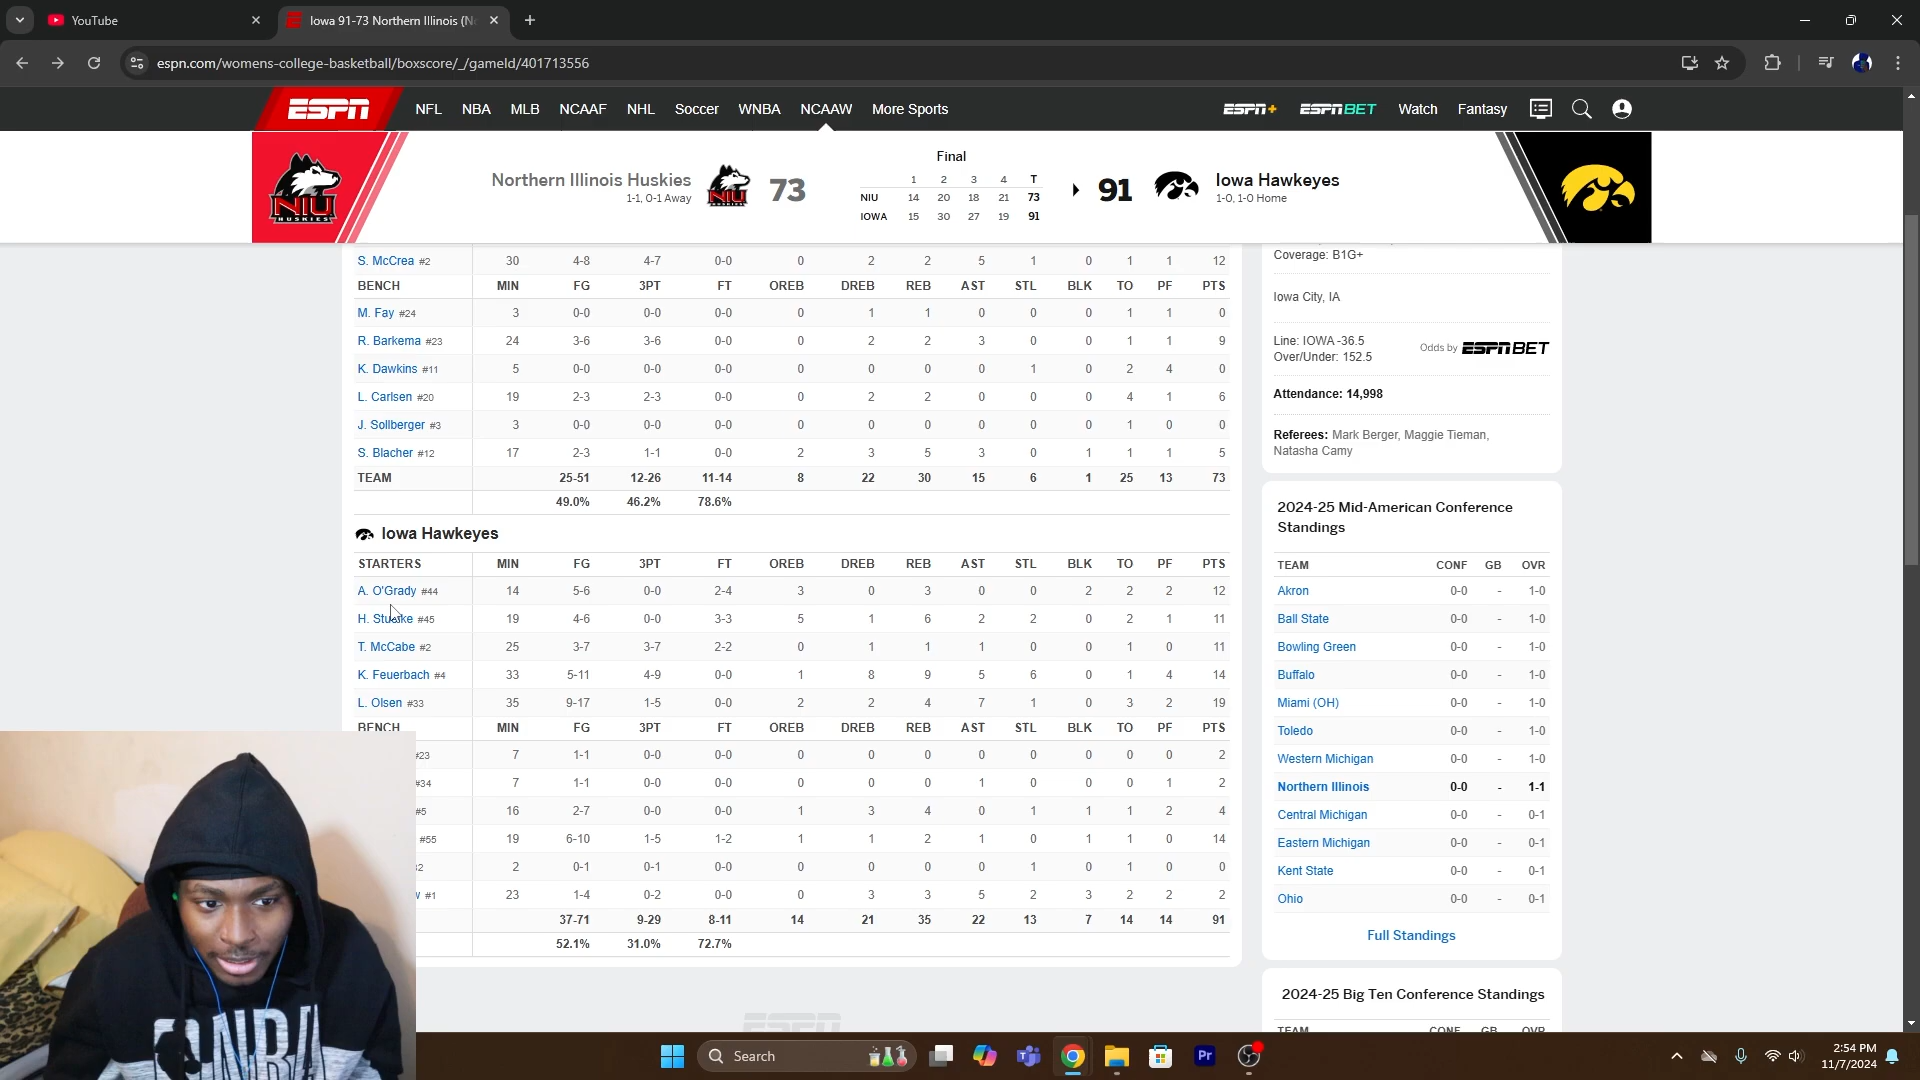 YouTube
Iowa 91-73 Northern Illinois (N
espn.com/womens-college-basketball/boxscore/_/gameId/401713556
ESPN NFL NBA MLB NCAAF NHL Soccer WNBA NCAAW More Sports ESPN+ ESPN BET Watch Fantasy
Final
Northern Illinois Huskies
1-1, 0-1 Away
NIU
HUSKIES
73
1 2 3 4 T
NIU 14 20 18 21 73
IOWA 15 30 27 19 91
91
Iowa Hawkeyes
1-0, 1-0 Home
S. McCrea #2 30 4-8 4-7 0-0 0 2 2 5 1 0 1 1 12
BENCH MIN FG 3PT FT OREB DREB REB AST STL BLK TO PF PTS
M. Fay #24 3 0-0 0-0 0-0 0 1 1 0 0 0 1 1 0
R. Barkema #23 24 3-6 3-6 0-0 0 2 2 3 0 0 1 1 9
K. Dawkins #11 5 0-0 0-0 0-0 0 0 0 0 1 0 2 4 0
L. Carlsen #20 19 2-3 2-3 0-0 0 2 2 0 0 0 4 1 6
J. Sollberger #3 3 0-0 0-0 0-0 0 0 0 0 0 0 1 0 0
S. Blacher #12 17 2-3 1-1 0-0 2 3 5 3 0 1 1 1 5
TEAM 25-51 12-26 11-14 8 22 30 15 6 1 25 13 73
49.0% 46.2% 78.6%
Iowa Hawkeyes
STARTERS MIN FG 3PT FT OREB DREB REB AST STL BLK TO PF PTS
A. O'Grady #44 14 5-6 0-0 2-4 3 0 3 0 0 2 2 2 12
H. Stuelke #45 19 4-6 0-0 3-3 5 1 6 2 2 0 2 1 11
T. McCabe #2 25 3-7 3-7 2-2 0 1 1 1 0 0 1 0 11
K. Feuerbach #4 33 5-11 4-9 0-0 1 8 9 5 6 0 1 4 14
L. Olsen #33 35 9-17 1-5 0-0 2 2 4 7 1 0 3 2 19
BENCH MIN FG 3PT FT OREB DREB REB AST STL BLK TO PF PTS
#23 7 1-1 0-0 0-0 0 0 0 0 0 0 0 0 2
#34 7 1-1 0-0 0-0 0 0 0 1 0 0 0 1 2
#5 16 2-7 0-0 0-0 1 3 4 0 1 1 1 2 4
#55 19 6-10 1-5 1-2 1 1 2 1 0 1 1 0 14
2 0-1 0-1 0-0 0 0 0 0 1 0 1 0 0
#1 23 1-4 0-2 0-0 0 3 3 5 2 3 2 2 2
37-71 9-29 8-11 14 21 35 22 13 7 14 14 91
52.1% 31.0% 72.7%
ESPN
Coverage: B1G+
Iowa City, IA
Line: IOWA -36.5
Over/Under: 152.5
Odds by ESPN BET
Attendance: 14,998
Referees: Mark Berger, Maggie Tieman,
Natasha Camy
2024-25 Mid-American Conference
Standings
TEAM CONF GB OVR
Akron 0-0 - 1-0
Ball State 0-0 - 1-0
Bowling Green 0-0 - 1-0
Buffalo 0-0 - 1-0
Miami (OH) 0-0 - 1-0
Toledo 0-0 - 1-0
Western Michigan 0-0 - 1-0
Northern Illinois 0-0 - 1-1
Central Michigan 0-0 - 0-1
Eastern Michigan 0-0 - 0-1
Kent State 0-0 - 0-1
Ohio 0-0 - 0-1
Full Standings
2024-25 Big Ten Conference Standings
TEAM CONF GB OVR
NBA
Search
Pr
2:54 PM
11/7/2024